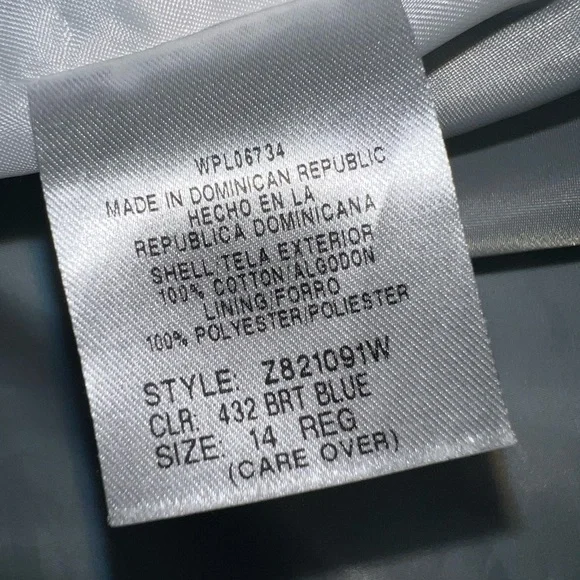 WPL06734
MADE IN DOMINICAN REPUBLIC
HECHO EN LA
REPUBLICA DOMINICANA
SHELL/TELA EXTERIOR
100% COTTON/ALGODON
LINING/FORRO
100% POLYESTER/POLIESTER
STYLE: Z821091W
CLR: 432 BRT BLUE
SIZE: 14 REG
(CARE OVER)